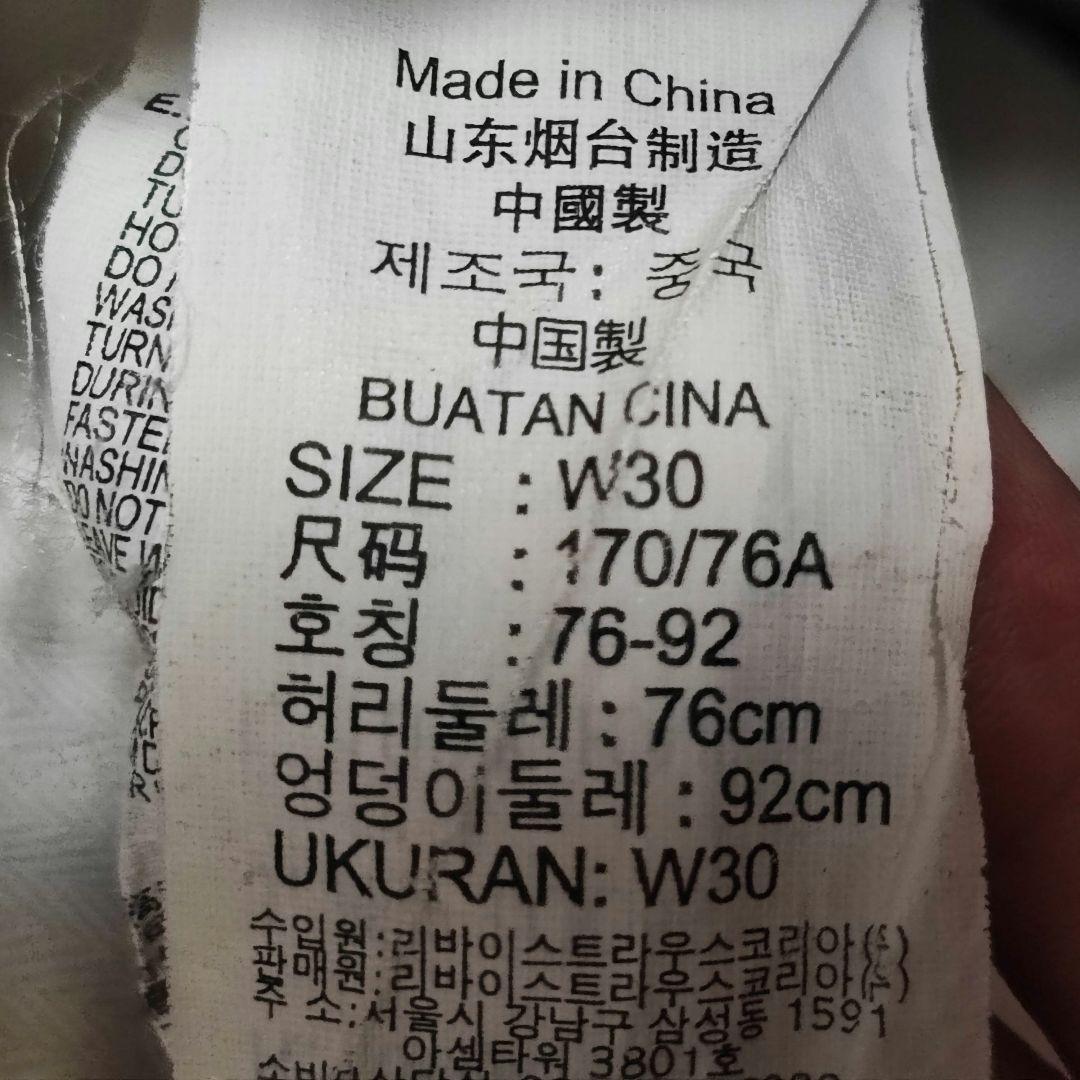 Made in China
山东烟台制造
中國製
제조국: 중국
中国製
BUATAN CINA
SIZE : W30
尺码 : 170/76A
호칭 : 76-92
허리둘레 : 76cm
엉덩이둘레 : 92cm
UKURAN: W30
수입원:리바이스트라우스코리아(유)
판매원:리바이스트라우스코리아(유)
주 소:서울시 강남구 삼성동 1591
아셈타워 3801호
TURN
DO NOT